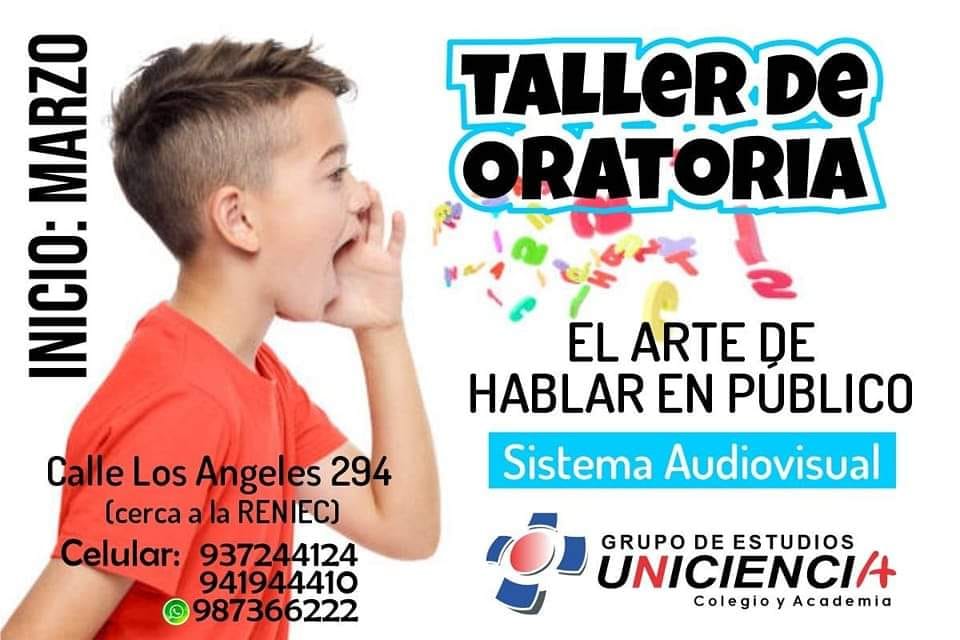 INICIO: MARZO
TALLER DE
ORATORIA
EL ARTE DE
HABLAR EN PÚBLICO
Sistema Audiovisual
Calle Los Angeles 294
(cerca a la RENIEC)
Celular: 937244124
941944410
987366222
GRUPO DE ESTUDIOS
UNICIENCIA
Colegio y Academia